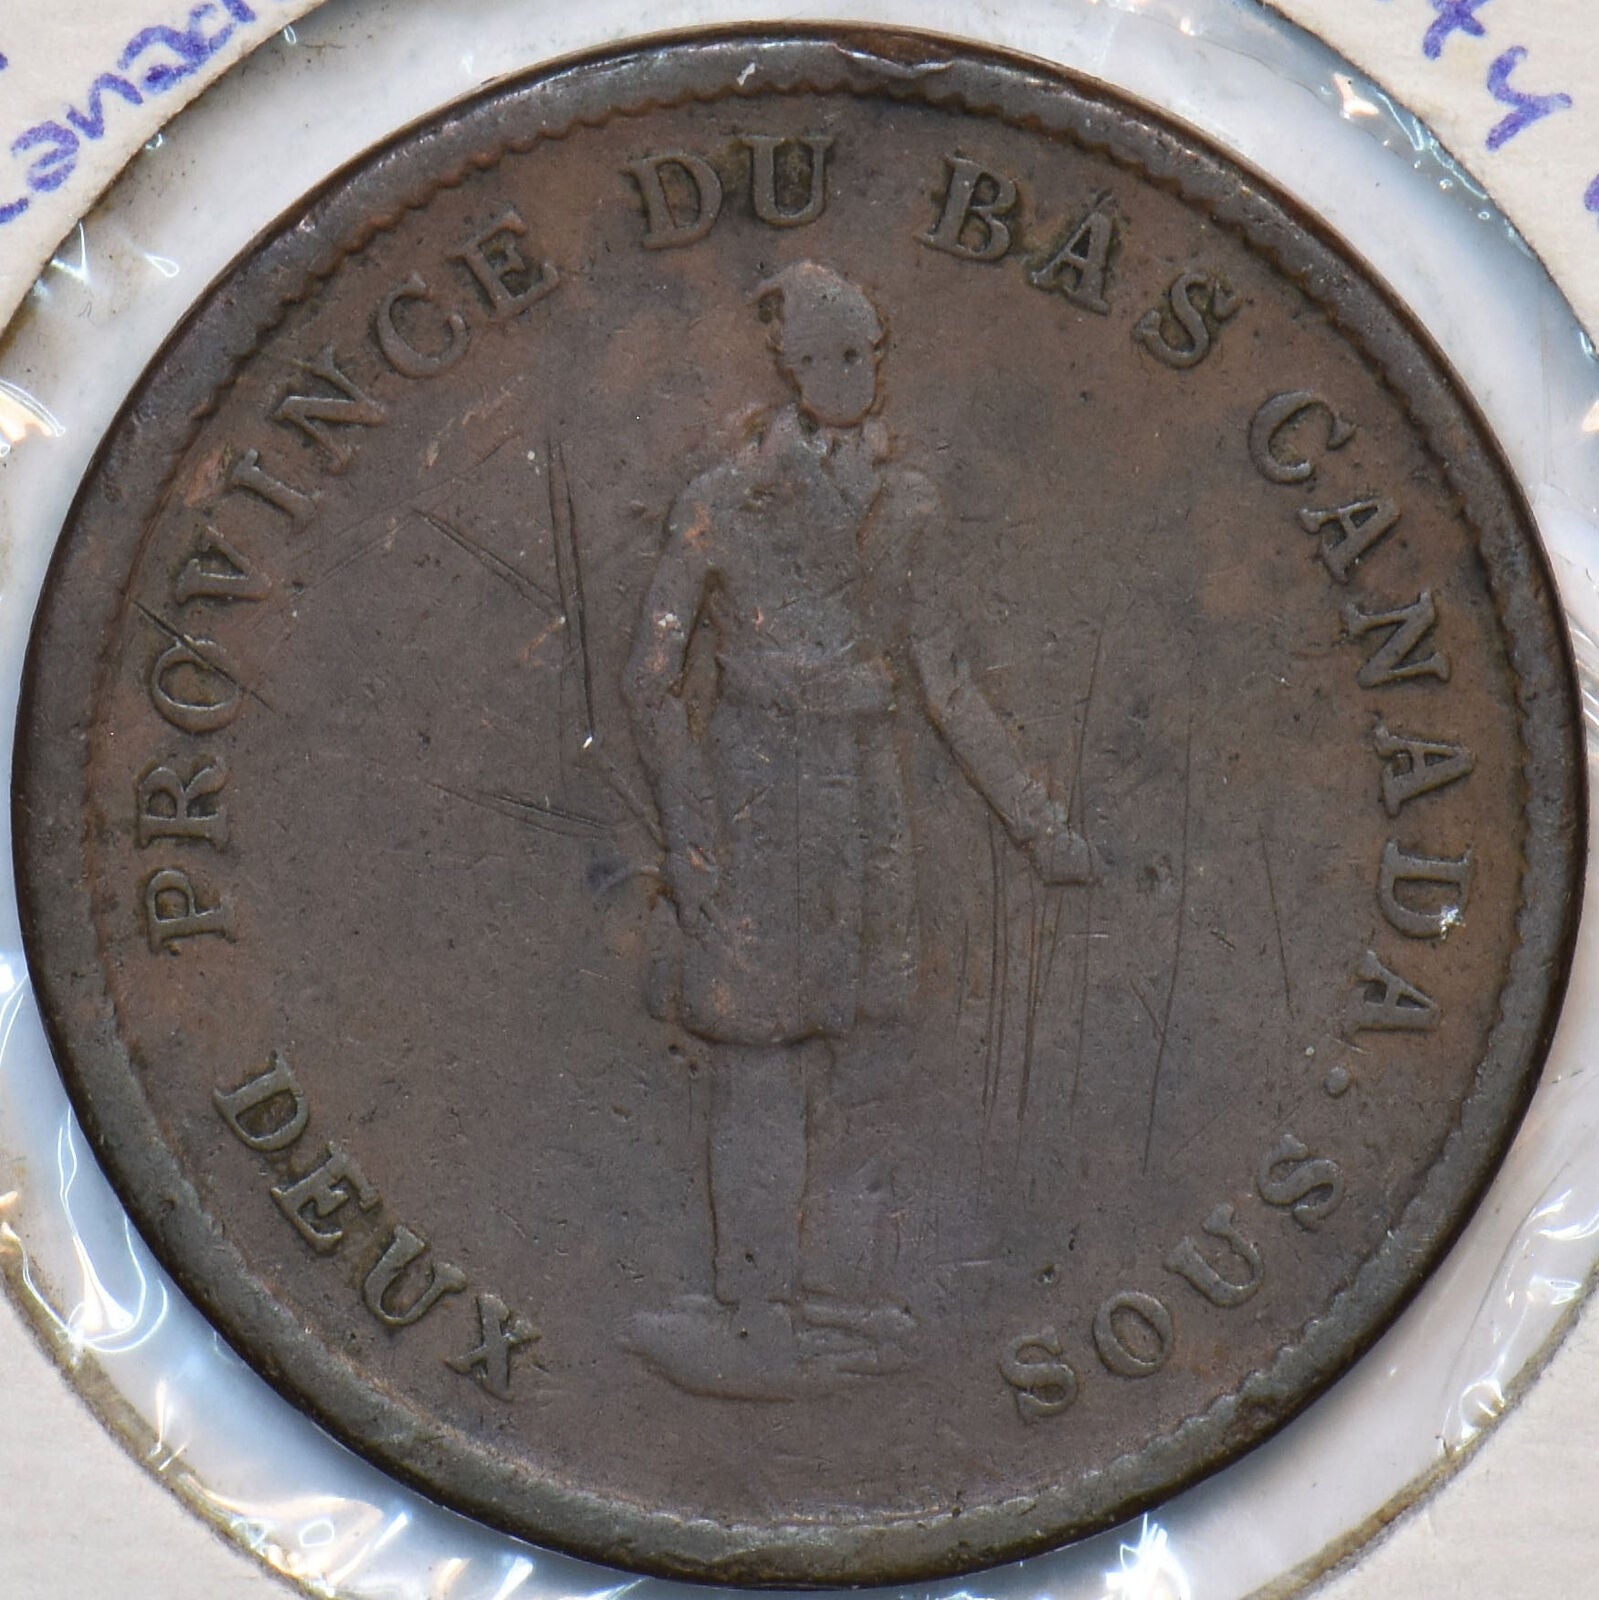 PROVINCE DU BAS CANADA.
DEUX SOUS